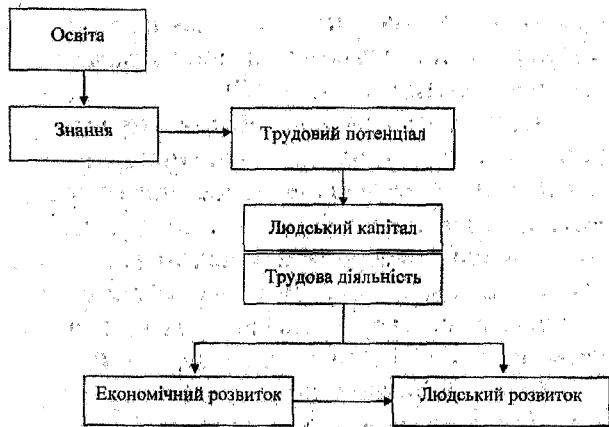 Освіта
Знання
Трудовий потенціал
Людський капітал
Трудова діяльність
Економічний розвиток
Людський розвиток